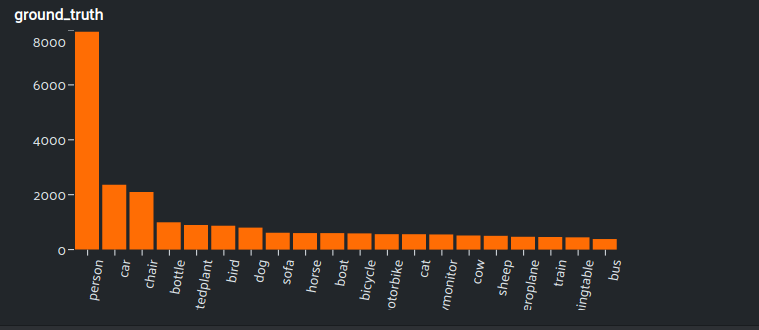 ground_truth
8000
6000
4000
2000
0
person
car
chair
bottle
tedplant
bird
dog
sofa
horse
boat
bicycle
otorbike
cat
monitor
cow
sheep
eroplane
train
ingtable
bus